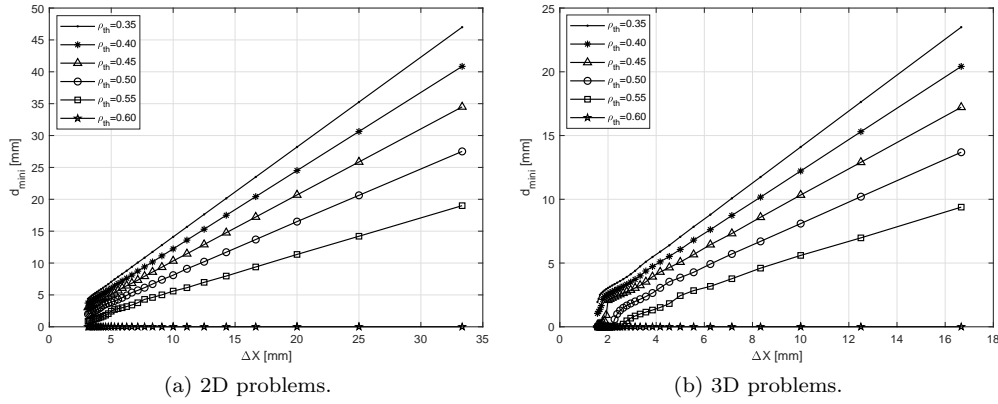 50
45
40
35
30
25
20
15
10
5
0
d_mini [mm]
ρ_th=0.35
ρ_th=0.40
ρ_th=0.45
ρ_th=0.50
ρ_th=0.55
ρ_th=0.60
0 5 10 15 20 25 30 35
ΔX [mm]
(a) 2D problems.
25
20
15
10
5
0
d_mini [mm]
ρ_th=0.35
ρ_th=0.40
ρ_th=0.45
ρ_th=0.50
ρ_th=0.55
ρ_th=0.60
0 2 4 6 8 10 12 14 16 18
ΔX [mm]
(b) 3D problems.